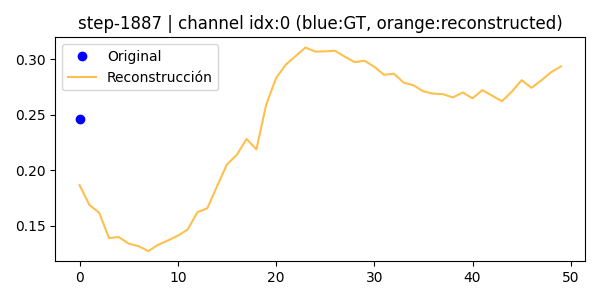 step-1887 | channel idx:0 (blue:GT, orange:reconstructed)
Original
Reconstrucción
0.30
0.25
0.20
0.15
0 10 20 30 40 50